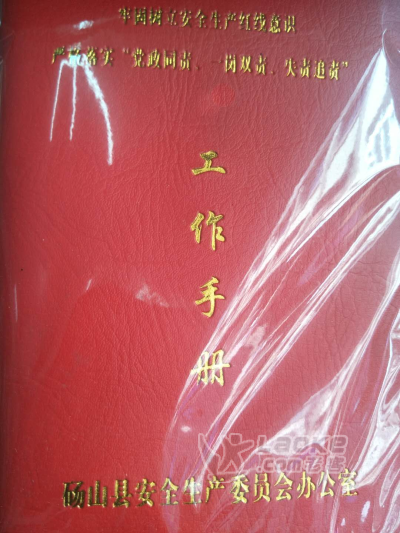 牢固树立安全生产红线意识
严格落实“党政同责、一岗双责、失责追责”
工作手册
砀山县安全生产委员会办公室